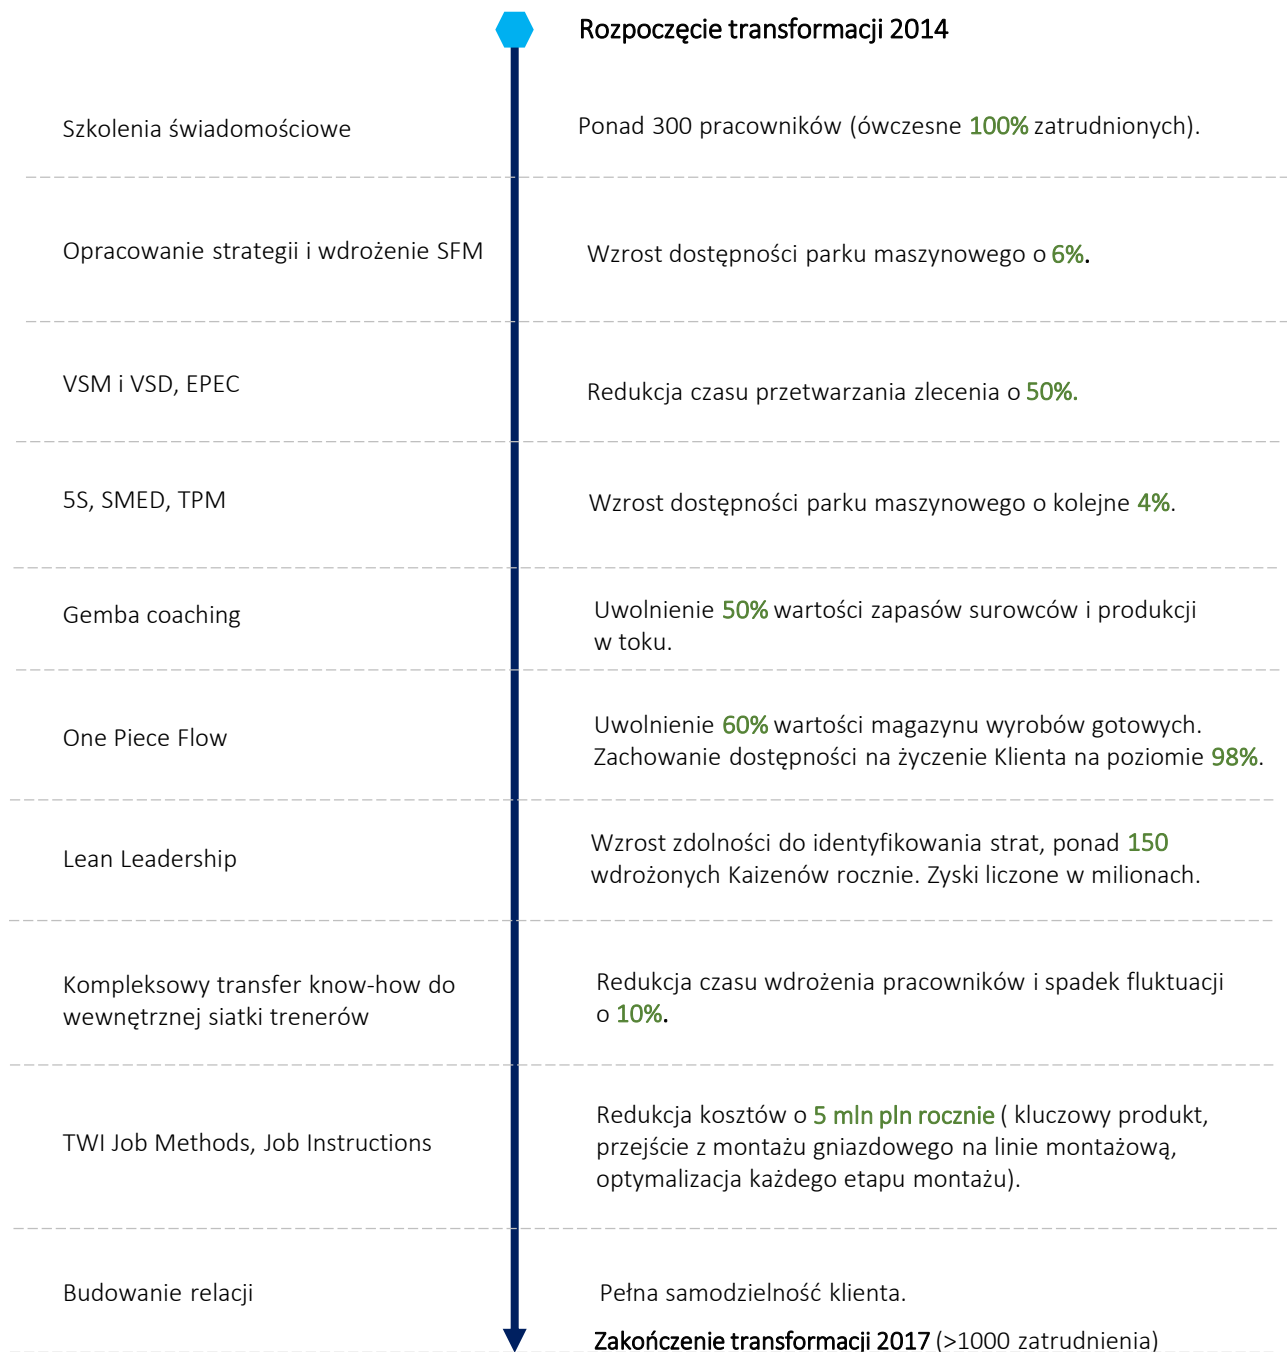 Rozpoczęcie transformacji 2014
Szkolenia świadomościowe
Ponad 300 pracowników (ówczesne 100% zatrudnionych).
Opracowanie strategii i wdrożenie SFM
Wzrost dostępności parku maszynowego o 6%.
VSM i VSD, EPEC
Redukcja czasu przetwarzania zlecenia o 50%.
5S, SMED, TPM
Wzrost dostępności parku maszynowego o kolejne 4%.
Gemba coaching
Uwolnienie 50% wartości zapasów surowców i produkcji
w toku.
One Piece Flow
Uwolnienie 60% wartości magazynu wyrobów gotowych.
Zachowanie dostępności na życzenie Klienta na poziomie 98%.
Lean Leadership
Wzrost zdolności do identyfikowania strat, ponad 150
wdrożonych Kaizenów rocznie. Zyski liczone w milionach.
Kompleksowy transfer know-how do
wewnętrznej siatki trenerów
Redukcja czasu wdrożenia pracowników i spadek fluktuacji
o 10%.
TWI Job Methods, Job Instructions
Redukcja kosztów o 5 mln pln rocznie ( kluczowy produkt,
przejście z montażu gniazdowego na linie montażową,
optymalizacja każdego etapu montażu).
Budowanie relacji
Pełna samodzielność klienta.
Zakończenie transformacji 2017 (>1000 zatrudnienia)